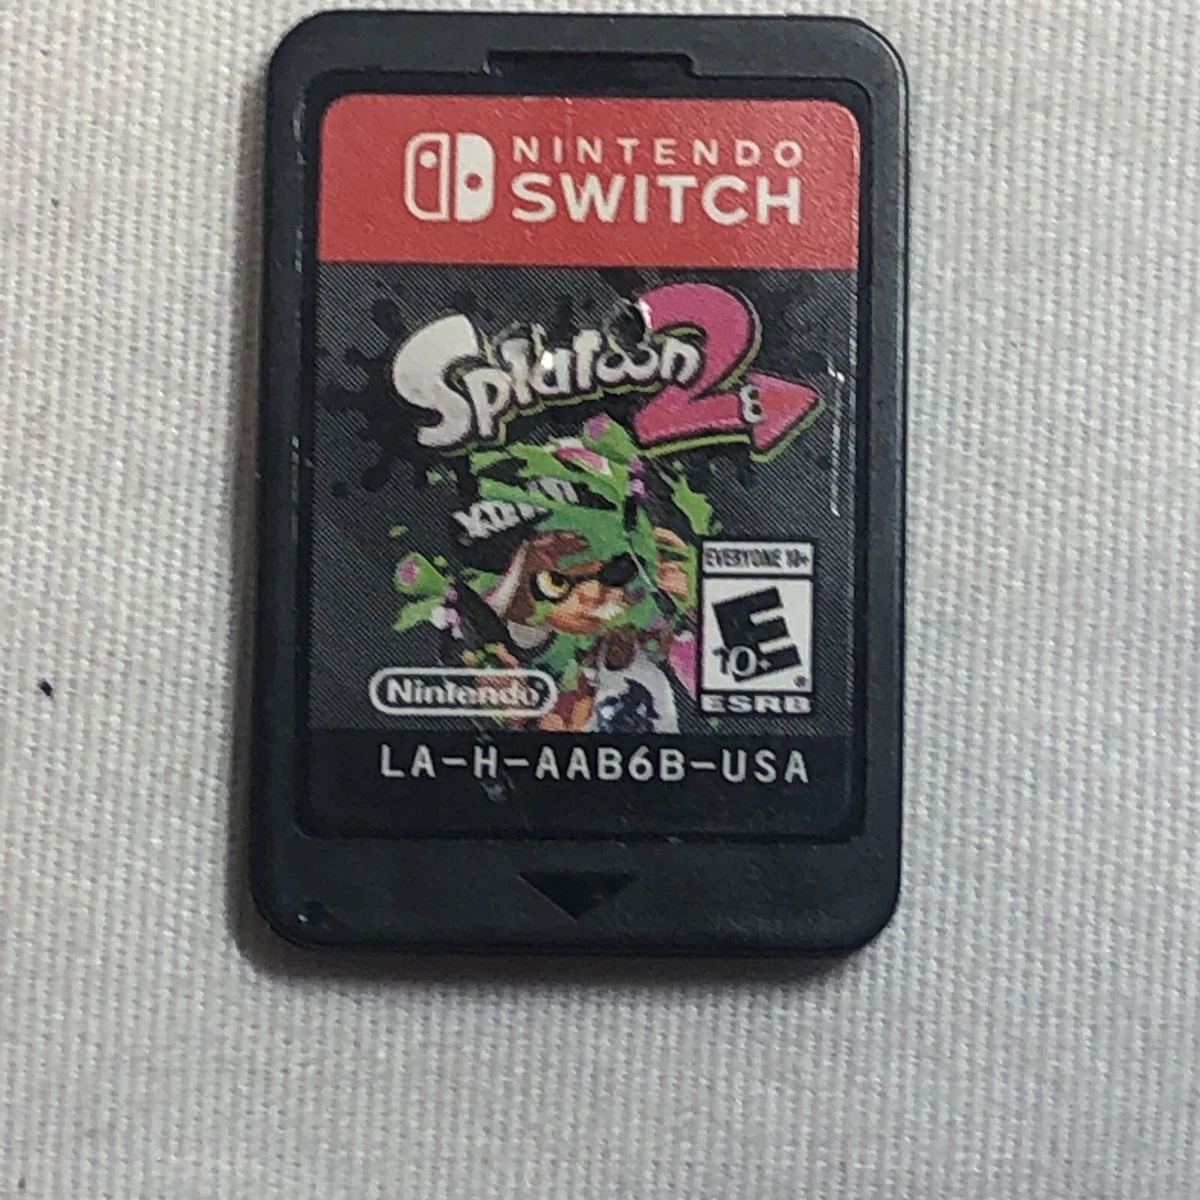 NINTENDO
SWITCH
Splatoon 2
EVERYONE 10+
E
10+
ESRB
Nintendo
LA-H-AAB6B-USA